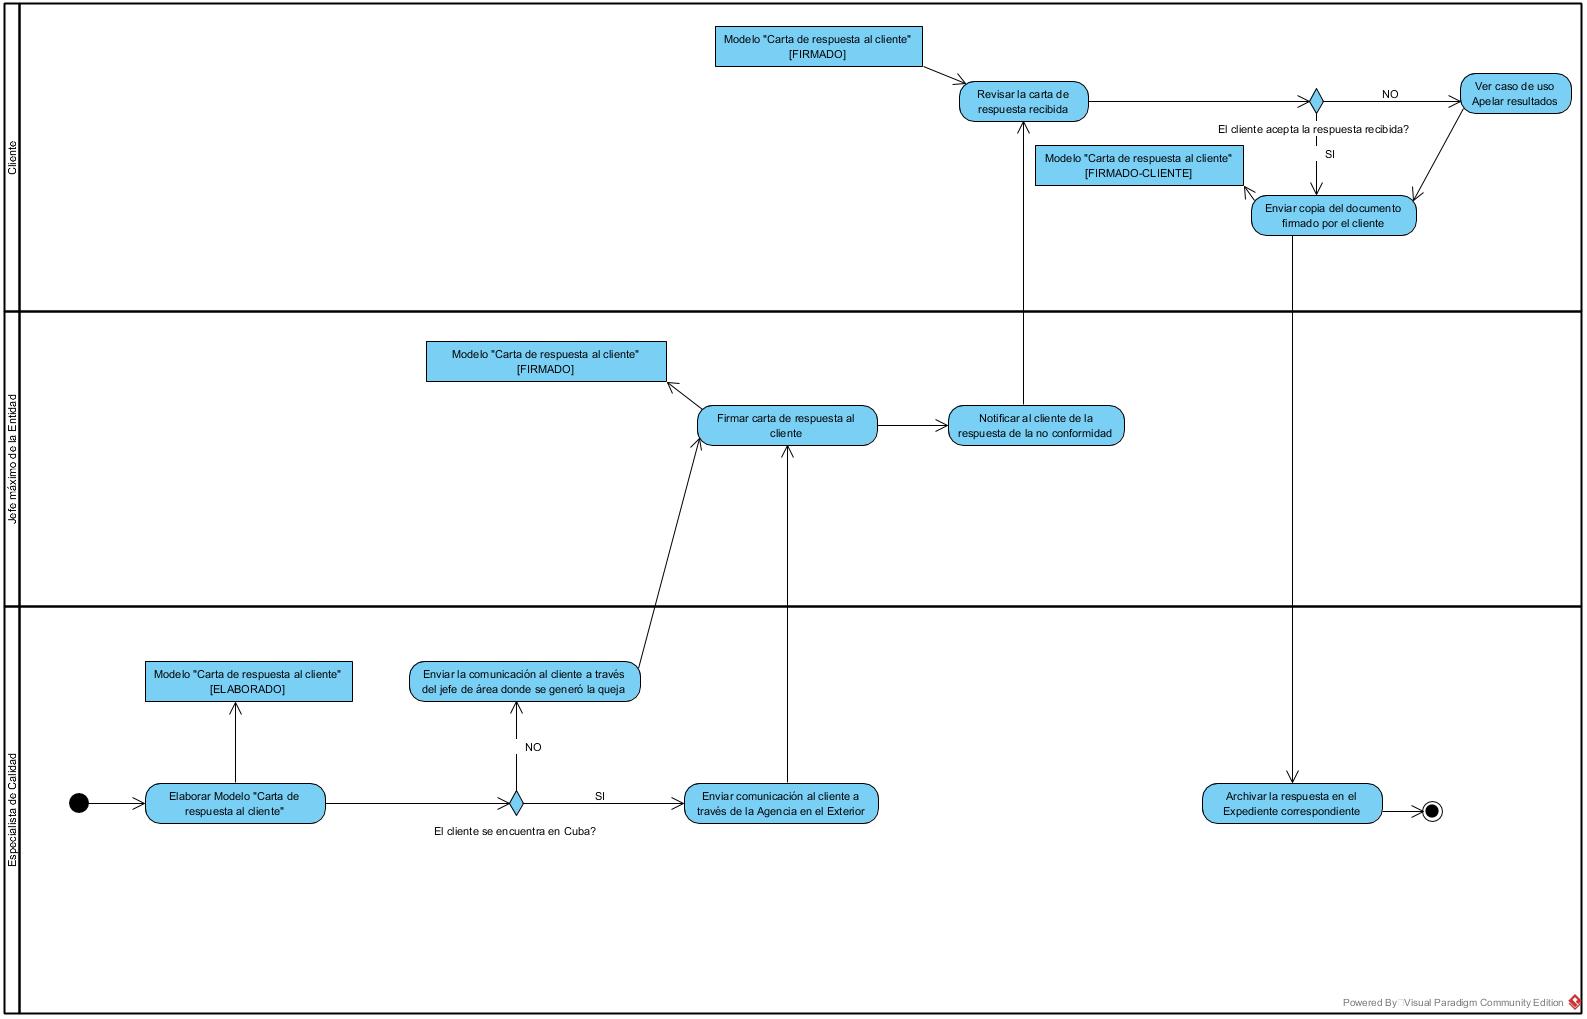 Cliente
Modelo "Carta de respuesta al cliente"
[FIRMADO]
Revisar la carta de
respuesta recibida
NO
Ver caso de uso
Apelar resultados
El cliente acepta la respuesta recibida?
SI
Modelo "Carta de respuesta al cliente"
[FIRMADO-CLIENTE]
Enviar copia del documento
firmado por el cliente
Jefe máximo de la Entidad
Modelo "Carta de respuesta al cliente"
[FIRMADO]
Firmar carta de respuesta al
cliente
Notificar al cliente de la
respuesta de la no conformidad
Especialista de Calidad
Modelo "Carta de respuesta al cliente"
[ELABORADO]
Enviar la comunicación al cliente a través
del jefe de área donde se generó la queja
NO
Elaborar Modelo "Carta de
respuesta al cliente"
SI
El cliente se encuentra en Cuba?
Enviar comunicación al cliente a
través de la Agencia en el Exterior
Archivar la respuesta en el
Expediente correspondiente
Powered By Visual Paradigm Community Edition